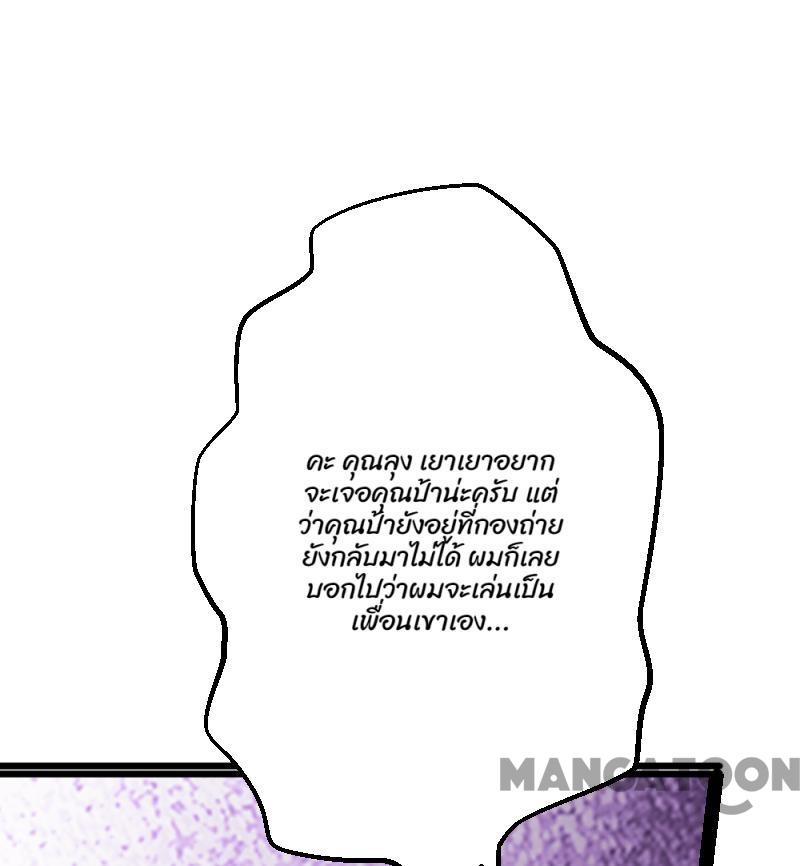 คะ คุณลุง เยาเยาอยาก
จะเจอคุณป้าน่ะครับ แต่
ว่าคุณป้ายังอยู่ที่กองถ่าย
ยังกลับมาไม่ได้ ผมก็เลย
บอกไปว่าผมจะเล่นเป็น
เพื่อนเขาเอง...
MANGATOON